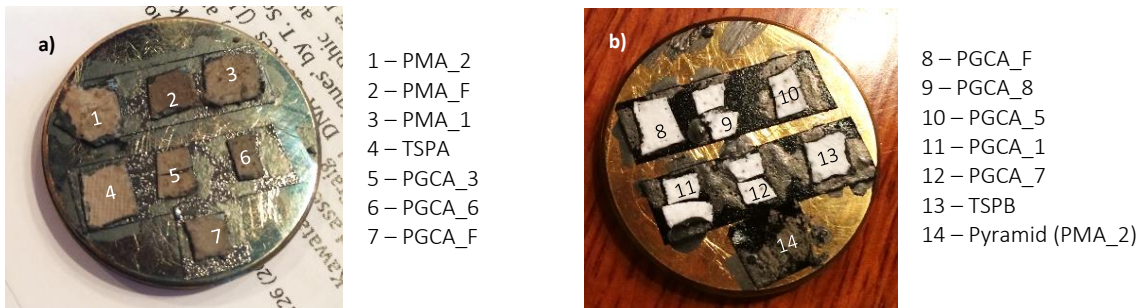 a)
1
2
3
4
5
6
7
1 – PMA_2
2 – PMA_F
3 – PMA_1
4 – TSPA
5 – PGCA_3
6 – PGCA_6
7 – PGCA_F
b)
8
9
10
11
12
13
14
8 – PGCA_F
9 – PGCA_8
10 – PGCA_5
11 – PGCA_1
12 – PGCA_7
13 – TSPB
14 – Pyramid (PMA_2)